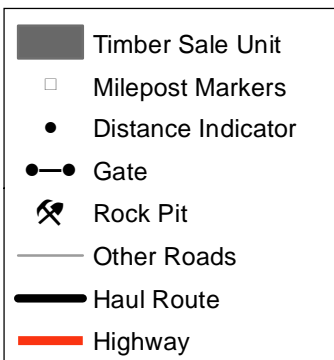 Timber Sale Unit
Milepost Markers
Distance Indicator
Gate
Rock Pit
Other Roads
Haul Route
Highway